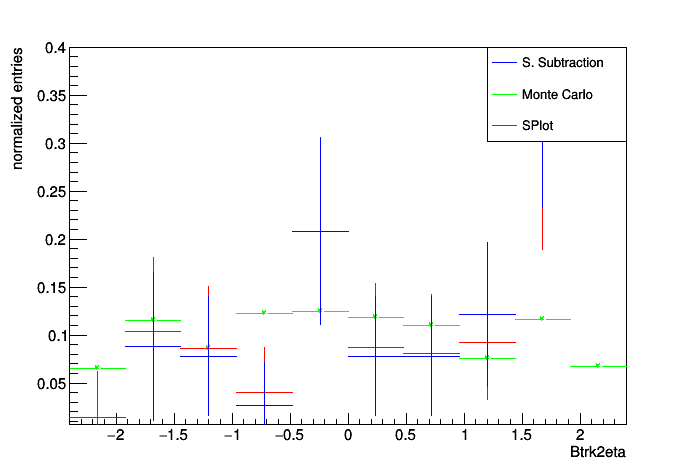 normalized entries
0.4
0.35
0.3
0.25
0.2
0.15
0.1
0.05
S. Subtraction
Monte Carlo
SPlot
−2 −1.5 −1 −0.5 0 0.5 1 1.5 2
Btrk2eta